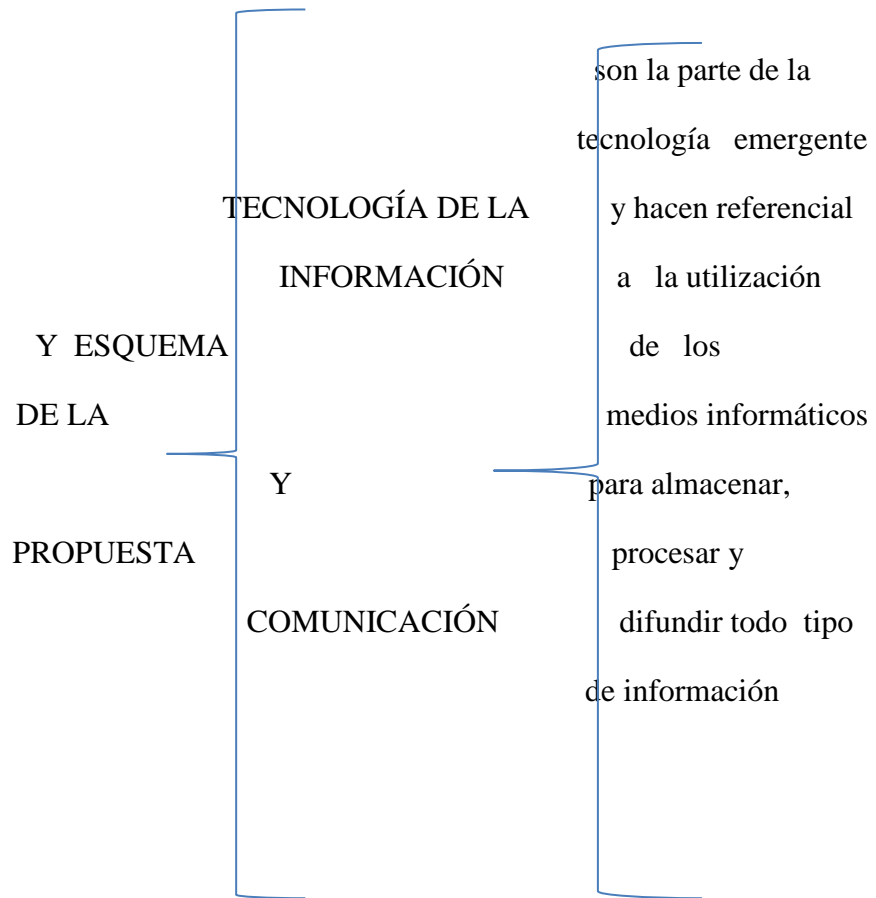 Y ESQUEMA
DE LA
PROPUESTA
TECNOLOGÍA DE LA
INFORMACIÓN
Y
COMUNICACIÓN
son la parte de la
tecnología emergente
y hacen referencial
a la utilización
de los
medios informáticos
para almacenar,
procesar y
difundir todo tipo
de información